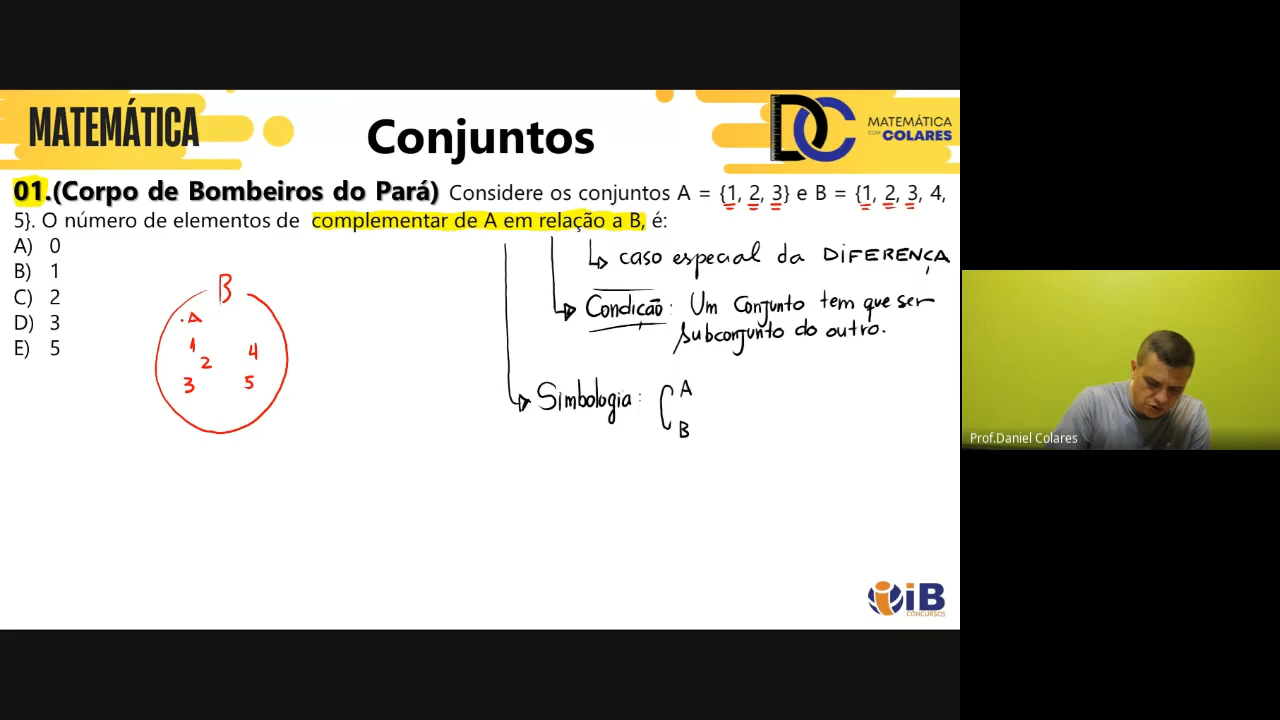 MATEMÁTICA
Conjuntos
DC
MATEMÁTICA
COM COLARES
01.(Corpo de Bombeiros do Pará) Considere os conjuntos A = {1, 2, 3} e B = {1, 2, 3, 4,
5}. O número de elementos de complementar de A em relação a B, é:
A) 0
B) 1
C) 2
D) 3
E) 5
caso especial da DIFERENÇA
Condição: Um conjunto tem que ser
subconjunto do outro.
Simbologia: C A
B
B
A
1
2
3
4
5
Prof.Daniel Colares
iB
CONCURSOS